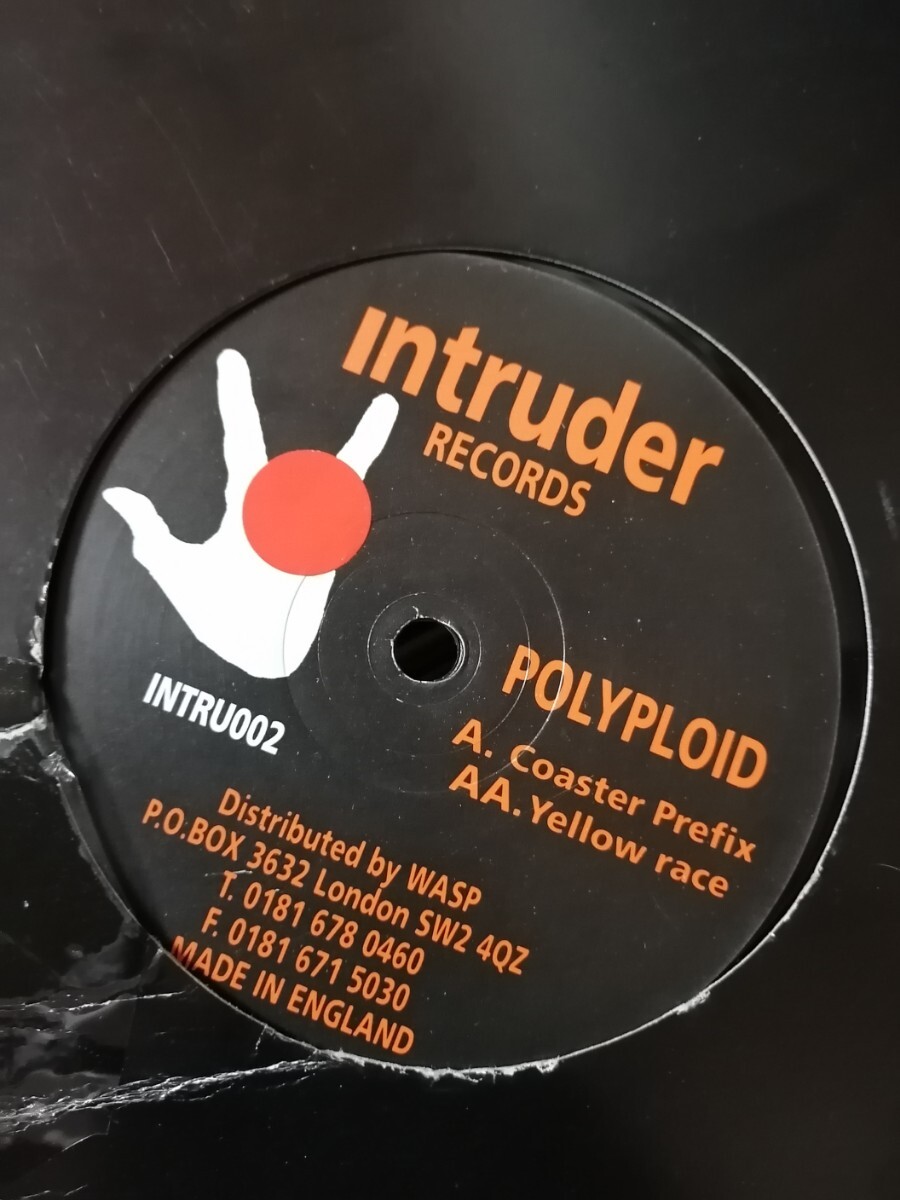 Intruder
RECORDS
INTRU002
POLYPLOID
A. Coaster Prefix
AA. Yellow race
Distributed by WASP
P.O.BOX 3632 London SW2 4QZ
T. 0181 678 0460
F. 0181 671 5030
MADE IN ENGLAND